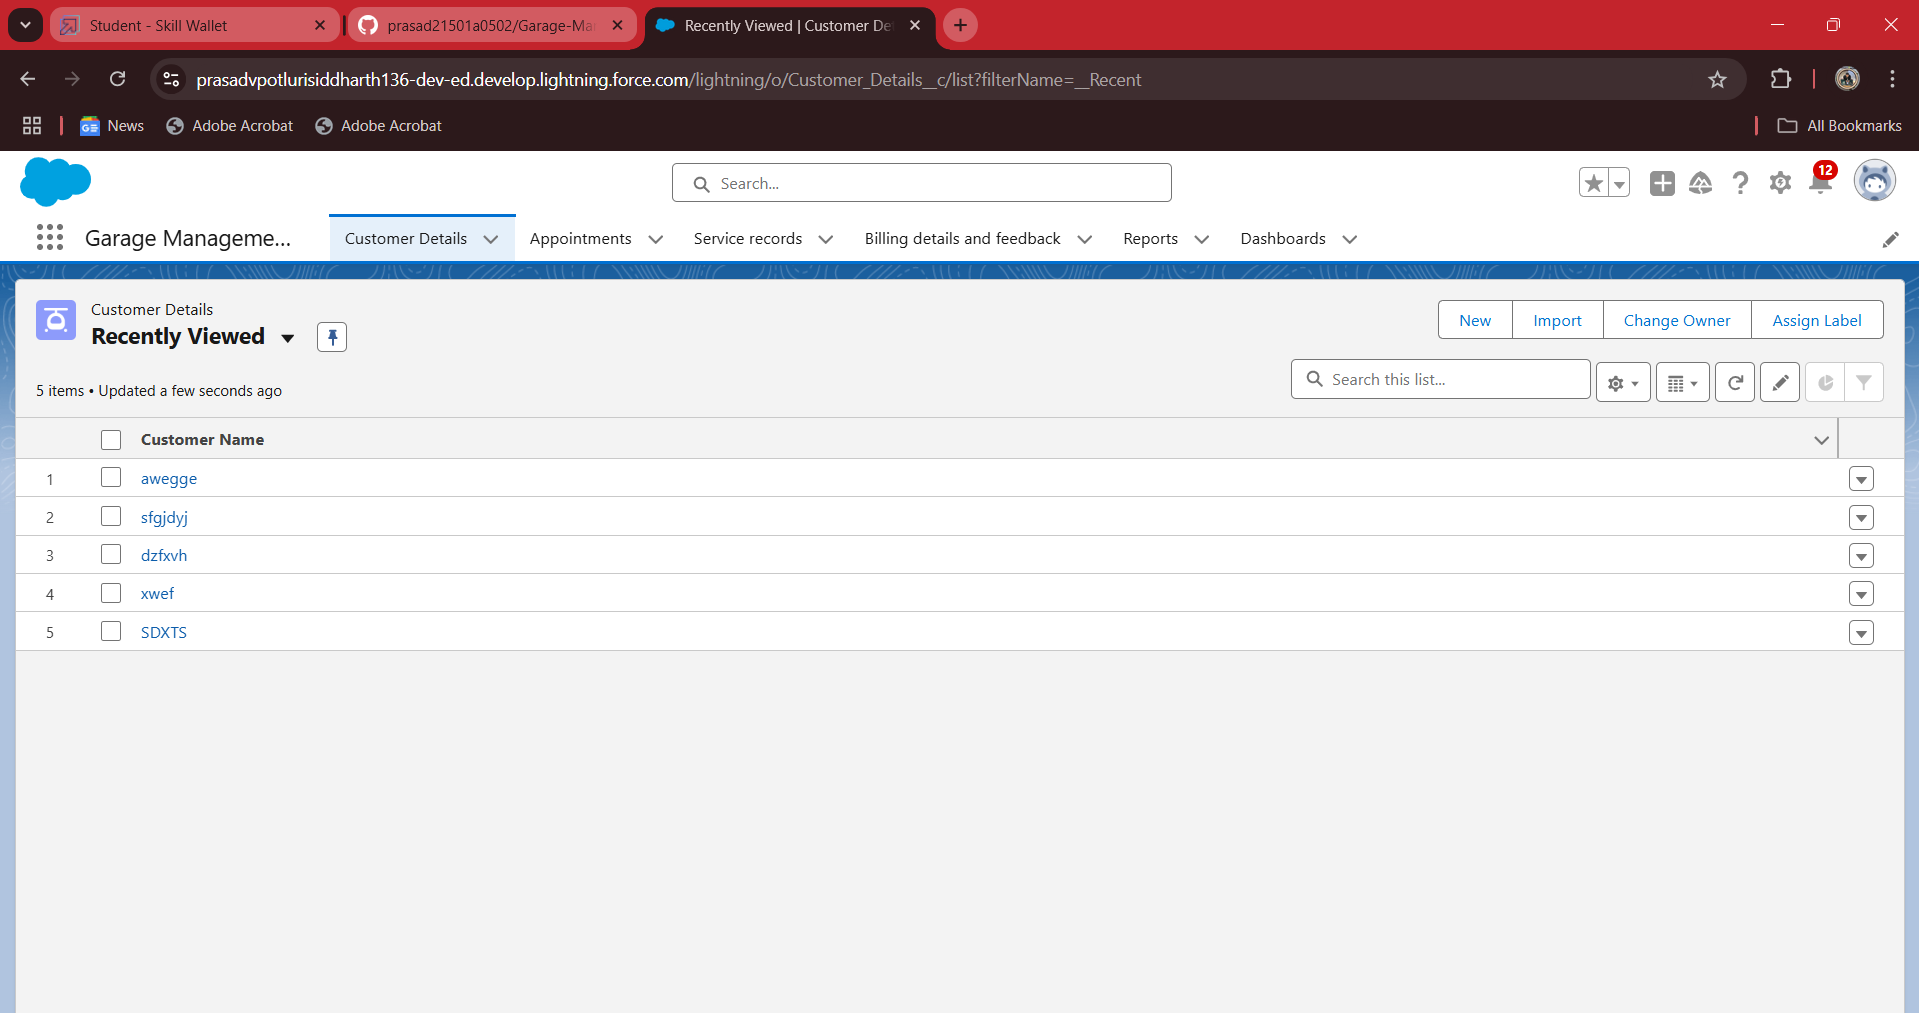 Student - Skill Wallet
prasad21501a0502/Garage-Ma
Recently Viewed | Customer De
prasadvpotlurisiddharth136-dev-ed.develop.lightning.force.com/lightning/o/Customer_Details__c/list?filterName=__Recent
News
Adobe Acrobat
Adobe Acrobat
All Bookmarks
Search...
12
Garage Manageme...
Customer Details
Appointments
Service records
Billing details and feedback
Reports
Dashboards
Customer Details
Recently Viewed
New
Import
Change Owner
Assign Label
5 items • Updated a few seconds ago
Search this list...
Customer Name
1 awegge
2 sfgjdyj
3 dzfxvh
4 xwef
5 SDXTS